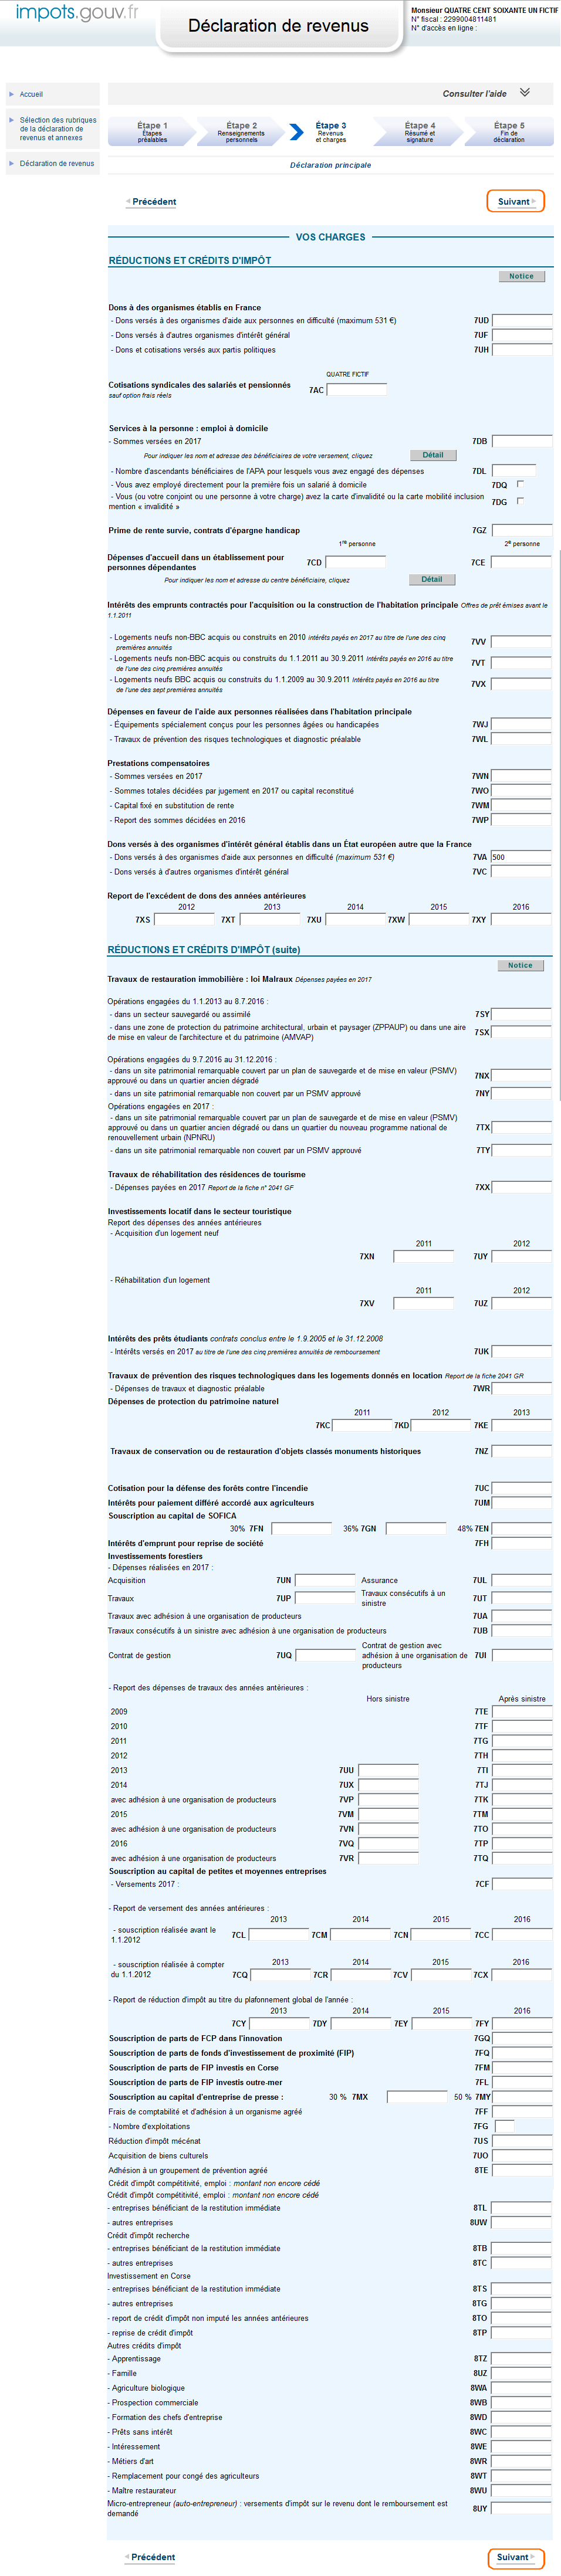 impots.gouv.fr
Déclaration de revenus
Monsieur QUATRE CENT SOIXANTE UN FICTIF
N° fiscal : 2299004811481
N° d'accès en ligne :
Accueil
Sélection des rubriques
de la déclaration de
revenus et annexes
Déclaration de revenus
Consulter l'aide
Étape 1
Étapes
préalables
Étape 2
Renseignements
personnels
Étape 3
Revenus
et charges
Étape 4
Résumé et
signature
Étape 5
Fin de
déclaration
Déclaration principale
Précédent
Suivant
VOS CHARGES
RÉDUCTIONS ET CRÉDITS D'IMPÔT
Notice
Dons à des organismes établis en France
- Dons versés à des organismes d'aide aux personnes en difficulté (maximum 531 €) 7UD
- Dons versés à d'autres organismes d'intérêt général 7UF
- Dons et cotisations versés aux partis politiques 7UH
QUATRE FICTIF
Cotisations syndicales des salariés et pensionnés 7AC
sauf option frais réels
Services à la personne : emploi à domicile
- Sommes versées en 2017 7DB
Pour indiquer les nom et adresse des bénéficiaires de votre versement, cliquez Détail
- Nombre d'ascendants bénéficiaires de l'APA pour lesquels vous avez engagé des dépenses 7DL
- Vous avez employé directement pour la première fois un salarié à domicile 7DQ
- Vous (ou votre conjoint ou une personne à votre charge) avez la carte d'invalidité ou la carte mobilité inclusion
mention « invalidité » 7DG
Prime de rente survie, contrats d'épargne handicap 7GZ
1re personne 2e personne
Dépenses d'accueil dans un établissement pour
personnes dépendantes 7CD 7CE
Pour indiquer les nom et adresse du centre bénéficiaire, cliquez Détail
Intérêts des emprunts contractés pour l'acquisition ou la construction de l'habitation principale Offres de prêt émises avant le
1.1.2011
- Logements neufs non-BBC acquis ou construits en 2010 intérêts payés en 2017 au titre de l'une des cinq
premières annuités 7VV
- Logements neufs non-BBC acquis ou construits du 1.1.2011 au 30.9.2011 Intérêts payés en 2016 au titre
de l'une des cinq premières annuités 7VT
- Logements neufs BBC acquis ou construits du 1.1.2009 au 30.9.2011 Intérêts payés en 2016 au titre
de l'une des sept premières annuités 7VX
Dépenses en faveur de l'aide aux personnes réalisées dans l'habitation principale
- Équipements spécialement conçus pour les personnes âgées ou handicapées 7WJ
- Travaux de prévention des risques technologiques et diagnostic préalable 7WL
Prestations compensatoires
- Sommes versées en 2017 7WN
- Sommes totales décidées par jugement en 2017 ou capital reconstitué 7WO
- Capital fixé en substitution de rente 7WM
- Report des sommes décidées en 2016 7WP
Dons versés à des organismes d'intérêt général établis dans un État européen autre que la France
- Dons versés à des organismes d'aide aux personnes en difficulté (maximum 531 €) 7VA 500
- Dons versés à d'autres organismes d'intérêt général 7VC
Report de l'excédent de dons des années antérieures
2012 2013 2014 2015 2016
7XS 7XT 7XU 7XW 7XY
RÉDUCTIONS ET CRÉDITS D'IMPÔT (suite)
Notice
Travaux de restauration immobilière : loi Malraux Dépenses payées en 2017
Opérations engagées du 1.1.2013 au 8.7.2016 :
- dans un secteur sauvegardé ou assimilé 7SY
- dans une zone de protection du patrimoine architectural, urbain et paysager (ZPPAUP) ou dans une aire
de mise en valeur de l'architecture et du patrimoine (AMVAP) 7SX
Opérations engagées du 9.7.2016 au 31.12.2016 :
- dans un site patrimonial remarquable couvert par un plan de sauvegarde et de mise en valeur (PSMV)
approuvé ou dans un quartier ancien dégradé 7NX
- dans un site patrimonial remarquable non couvert par un PSMV approuvé 7NY
Opérations engagées en 2017 :
- dans un site patrimonial remarquable couvert par un plan de sauvegarde et de mise en valeur (PSMV)
approuvé ou dans un quartier ancien dégradé ou dans un quartier du nouveau programme national de
renouvellement urbain (NPNRU) 7TX
- dans un site patrimonial remarquable non couvert par un PSMV approuvé 7TY
Travaux de réhabilitation des résidences de tourisme
- Dépenses payées en 2017 Report de la fiche n° 2041 GF 7XX
Investissements locatif dans le secteur touristique
Report des dépenses des années antérieures
- Acquisition d'un logement neuf
2011 2012
7XN 7UY
- Réhabilitation d'un logement
2011 2012
7XV 7UZ
Intérêts des prêts étudiants contrats conclus entre le 1.9.2005 et le 31.12.2008
- Intérêts versés en 2017 au titre de l'une des cinq premières annuités de remboursement 7UK
Travaux de prévention des risques technologiques dans les logements donnés en location Report de la fiche 2041 GR
- Dépenses de travaux et diagnostic préalable 7WR
Dépenses de protection du patrimoine naturel
2011 2012 2013
7KC 7KD 7KE
Travaux de conservation ou de restauration d'objets classés monuments historiques 7NZ
Cotisation pour la défense des forêts contre l'incendie 7UC
Intérêts pour paiement différé accordé aux agriculteurs 7UM
Souscription au capital de SOFICA
30% 7FN 36% 7GN 48% 7EN
Intérêts d'emprunt pour reprise de société 7FH
Investissements forestiers
- Dépenses réalisées en 2017 :
Acquisition 7UN Assurance 7UL
Travaux 7UP Travaux consécutifs à un
sinistre 7UT
Travaux avec adhésion à une organisation de producteurs 7UA
Travaux consécutifs à un sinistre avec adhésion à une organisation de producteurs 7UB
Contrat de gestion 7UQ Contrat de gestion avec
adhésion à une organisation de
producteurs 7UI
- Report des dépenses de travaux des années antérieures :
Hors sinistre Après sinistre
2009 7TE
2010 7TF
2011 7TG
2012 7TH
2013 7UU 7TI
2014 7UX 7TJ
avec adhésion à une organisation de producteurs 7VP 7TK
2015 7VM 7TM
avec adhésion à une organisation de producteurs 7VN 7TO
2016 7VQ 7TP
avec adhésion à une organisation de producteurs 7VR 7TQ
Souscription au capital de petites et moyennes entreprises
- Versements 2017 : 7CF
- Report de versement des années antérieures :
2013 2014 2015 2016
- souscription réalisée avant le
1.1.2012 7CL 7CM 7CN 7CC
2013 2014 2015 2016
- souscription réalisée à compter
du 1.1.2012 7CQ 7CR 7CV 7CX
- Report de réduction d'impôt au titre du plafonnement global de l'année :
2013 2014 2015 2016
7CY 7DY 7EY 7FY
Souscription de parts de FCP dans l'innovation 7GQ
Souscription de parts de fonds d'investissement de proximité (FIP) 7FQ
Souscription de parts de FIP investis en Corse 7FM
Souscription de parts de FIP investis outre-mer 7FL
Souscription au capital d'entreprise de presse : 30 % 7MX 50 % 7MY
Frais de comptabilité et d'adhésion à un organisme agréé 7FF
- Nombre d'exploitations 7FG
Réduction d'impôt mécénat 7US
Acquisition de biens culturels 7UO
Adhésion à un groupement de prévention agréé 8TE
Crédit d'impôt compétitivité, emploi : montant non encore cédé
Crédit d'impôt compétitivité, emploi : montant non encore cédé
- entreprises bénéficiant de la restitution immédiate 8TL
- autres entreprises 8UW
Crédit d'impôt recherche
- entreprises bénéficiant de la restitution immédiate 8TB
- autres entreprises 8TC
Investissement en Corse
- entreprises bénéficiant de la restitution immédiate 8TS
- autres entreprises 8TG
- report de crédit d'impôt non imputé les années antérieures 8TO
- reprise de crédit d'impôt 8TP
Autres crédits d'impôt
- Apprentissage 8TZ
- Famille 8UZ
- Agriculture biologique 8WA
- Prospection commerciale 8WB
- Formation des chefs d'entreprise 8WD
- Prêts sans intérêt 8WC
- Intéressement 8WE
- Métiers d'art 8WR
- Remplacement pour congé des agriculteurs 8WT
- Maître restaurateur 8WU
Micro-entrepreneur (auto-entrepreneur) : versements d'impôt sur le revenu dont le remboursement est
demandé 8UY
Précédent
Suivant